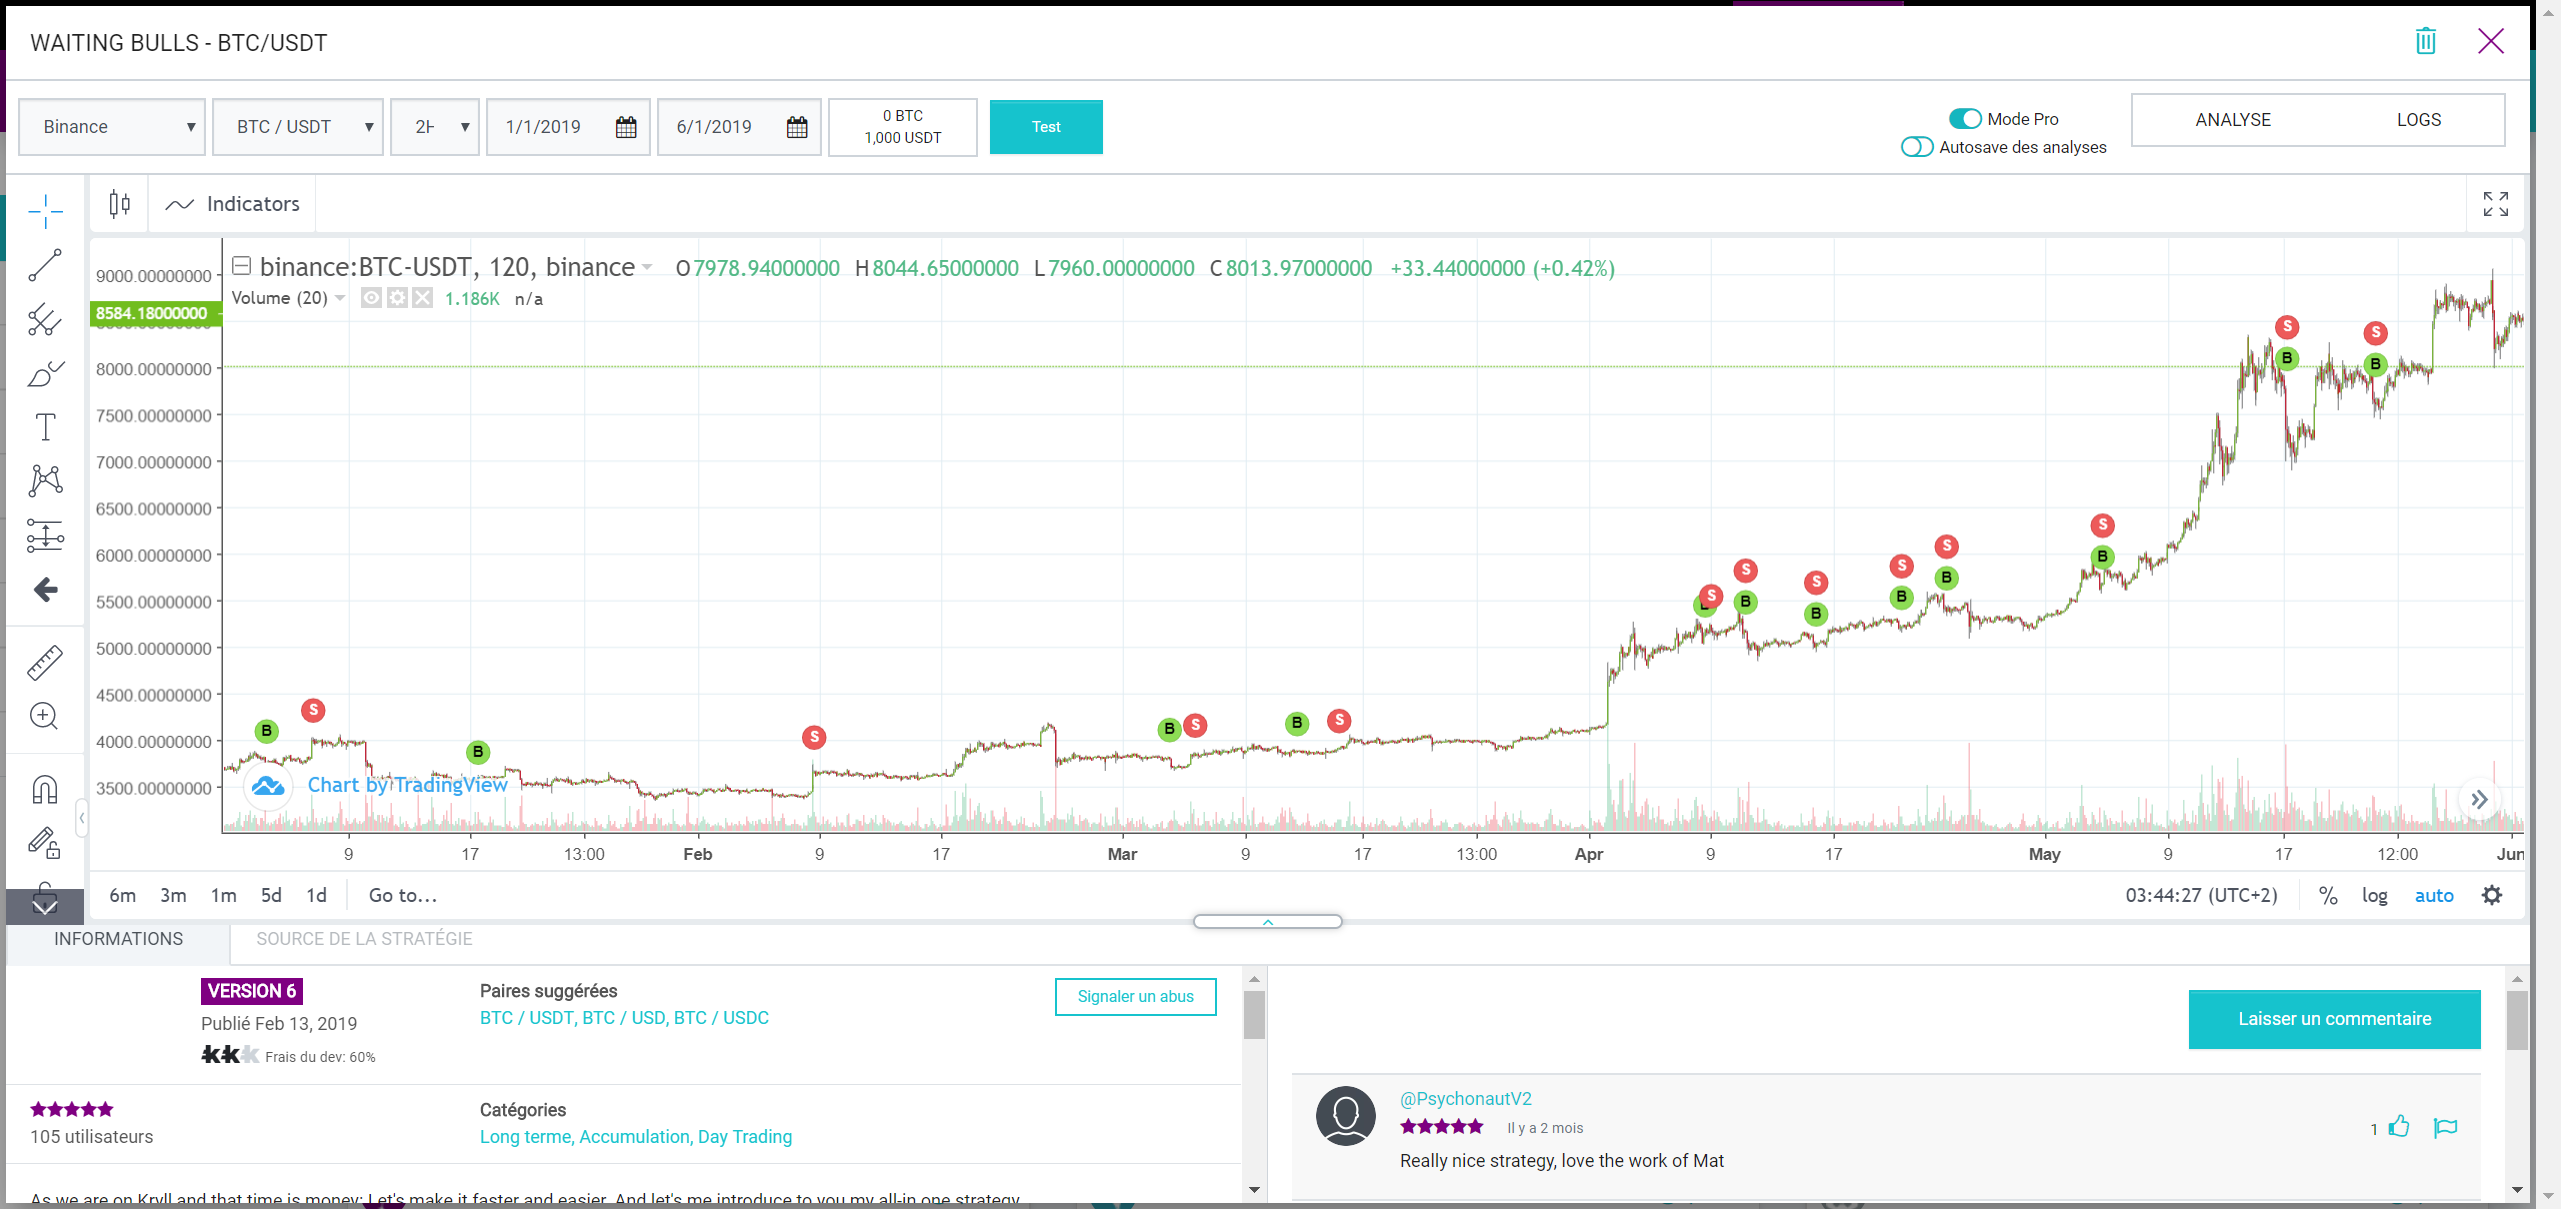 WAITING BULLS - BTC/USDT
Binance
BTC / USDT
1/1/2019
6/1/2019
0 BTC
1,000 USDT
Test
Mode Pro
Autosave des analyses
ANALYSE
LOGS
Indicators
binance:BTC-USDT, 120, binance
O7978.94000000 H8044.65000000 L7960.00000000 C8013.97000000 +33.44000000 (+0.42%)
Volume (20)
1.186K n/a
9000.00000000
8584.18000000
8000.00000000
7500.00000000
7000.00000000
6500.00000000
6000.00000000
5500.00000000
5000.00000000
4500.00000000
4000.00000000
3500.00000000
B S B S B S B S S B S B S B S B S B S B S B S
Chart by TradingView
9 17 13:00 Feb 9 17 Mar 9 17 13:00 Apr 9 17 May 9 17 12:00 Jun
6m 3m 1m 5d 1d Go to...
03:44:27 (UTC+2) % log auto
INFORMATIONS
SOURCE DE LA STRATÉGIE
VERSION 6
Publié Feb 13, 2019
Frais du dev: 60%
Paires suggérées
BTC / USDT, BTC / USD, BTC / USDC
Signaler un abus
105 utilisateurs
Catégories
Long terme, Accumulation, Day Trading
As we are on Kryll and that time is money: Let's make it faster and easier. And let's me introduce to you my all-in one strategy
Laisser un commentaire
@PsychonautV2
Il y a 2 mois
1
Really nice strategy, love the work of Mat